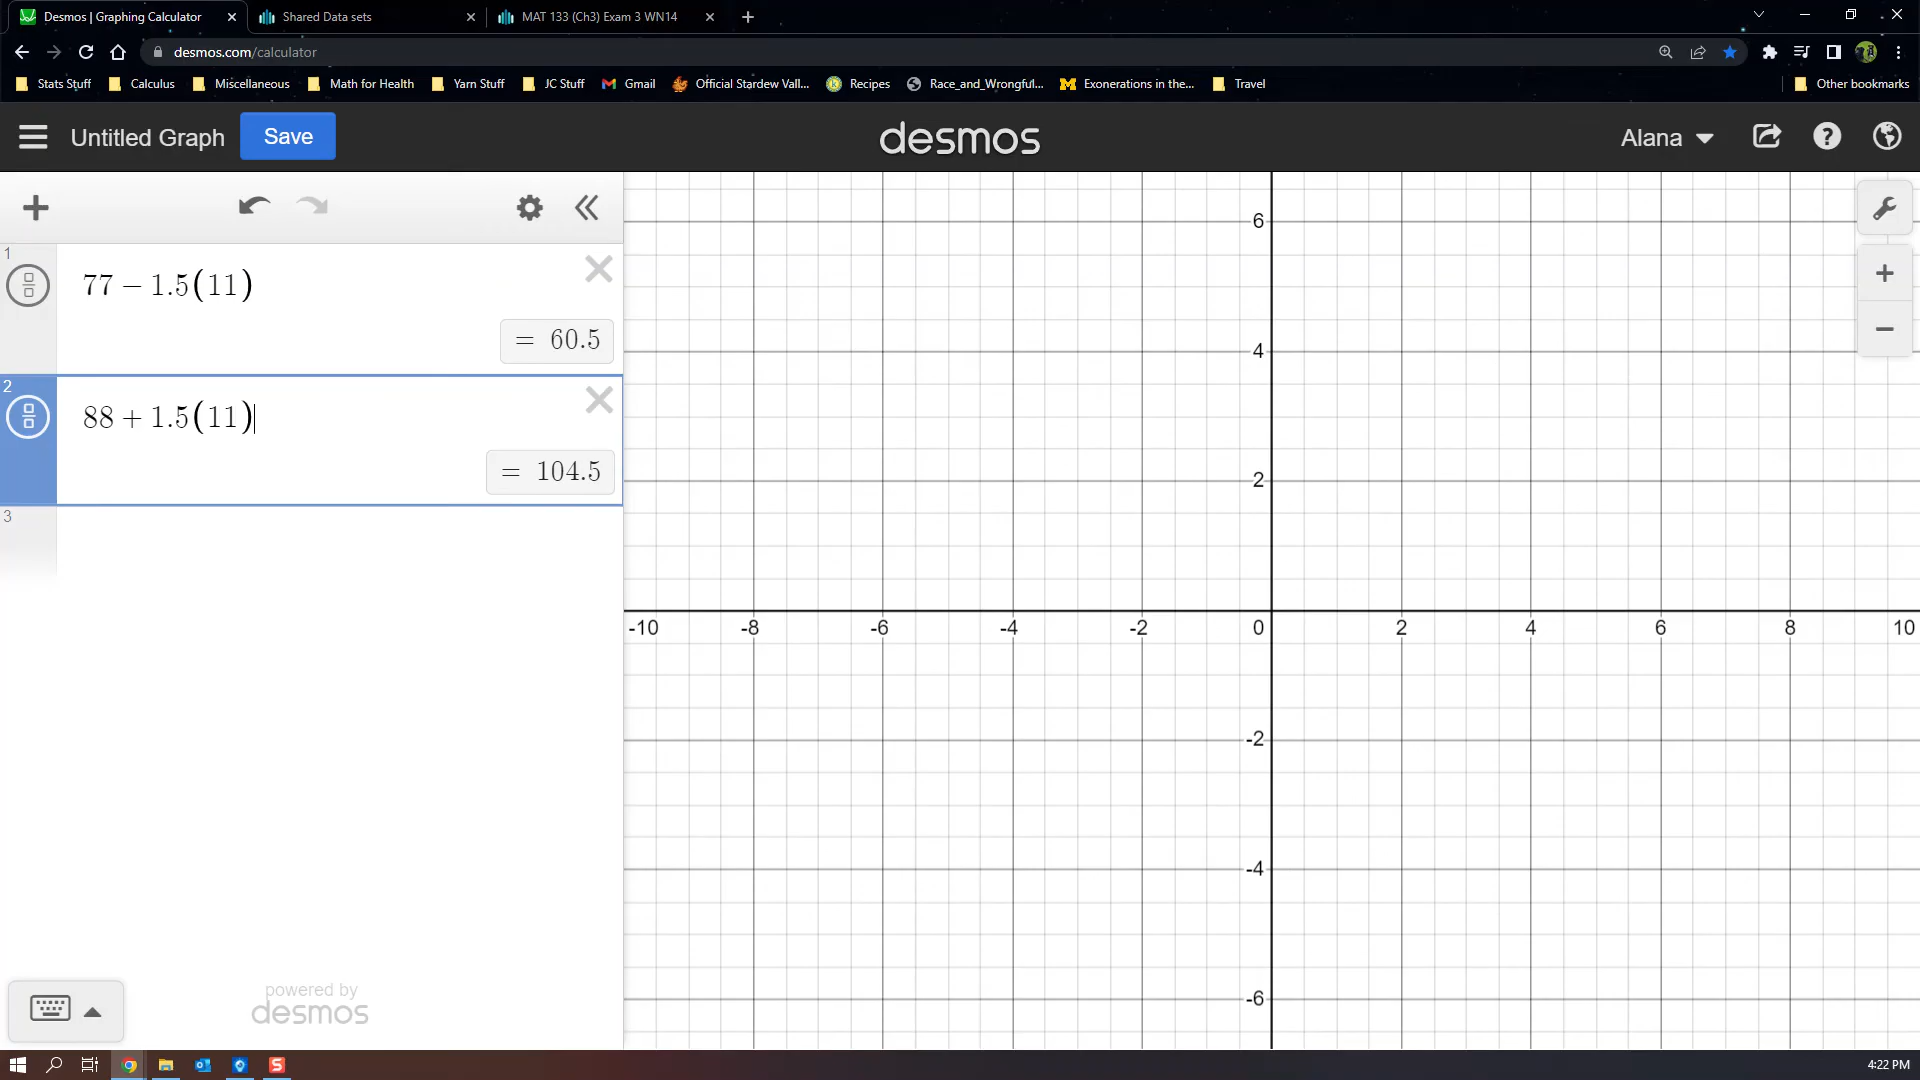 Desmos | Graphing Calculator
Shared Data sets
MAT 133 (Ch3) Exam 3 WN14
desmos.com/calculator
Stats Stuff
Calculus
Miscellaneous
Math for Health
Yarn Stuff
JC Stuff
Gmail
Official Stardew Vall...
Recipes
Race_and_Wrongful...
Exonerations in the...
Travel
Other bookmarks
Untitled Graph
Save
desmos
Alana
1
77 − 1.5(11)
= 60.5
2
88 + 1.5(11)
= 104.5
3
6
4
2
-10
-8
-6
-4
-2
0
2
4
6
8
10
-2
-4
-6
powered by
desmos
4:22 PM